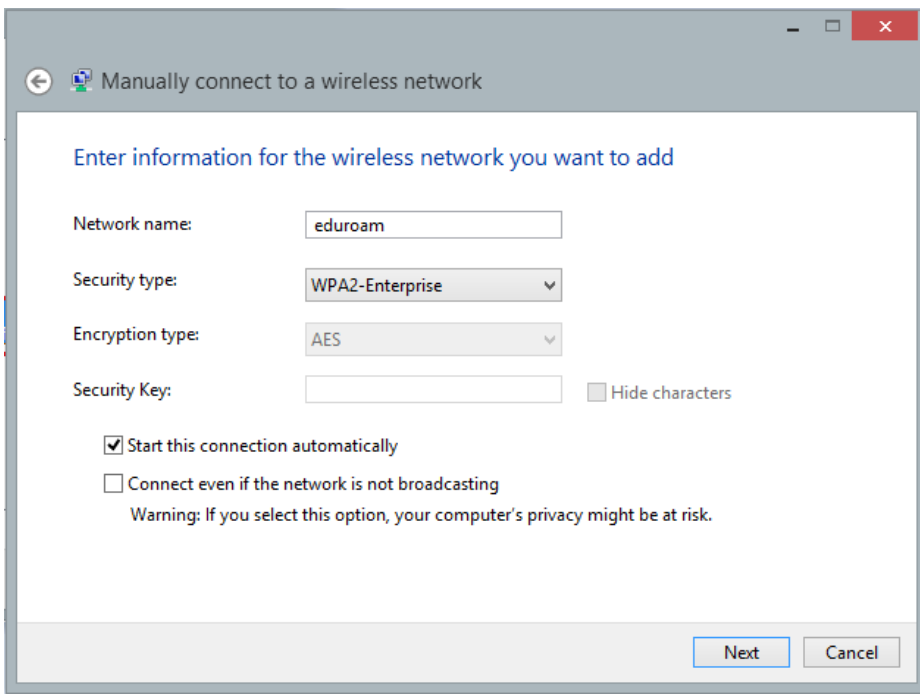 Manually connect to a wireless network
Enter information for the wireless network you want to add
Network name: eduroam
Security type: WPA2-Enterprise
Encryption type: AES
Security Key: Hide characters
Start this connection automatically
Connect even if the network is not broadcasting
Warning: If you select this option, your computer's privacy might be at risk.
Next Cancel